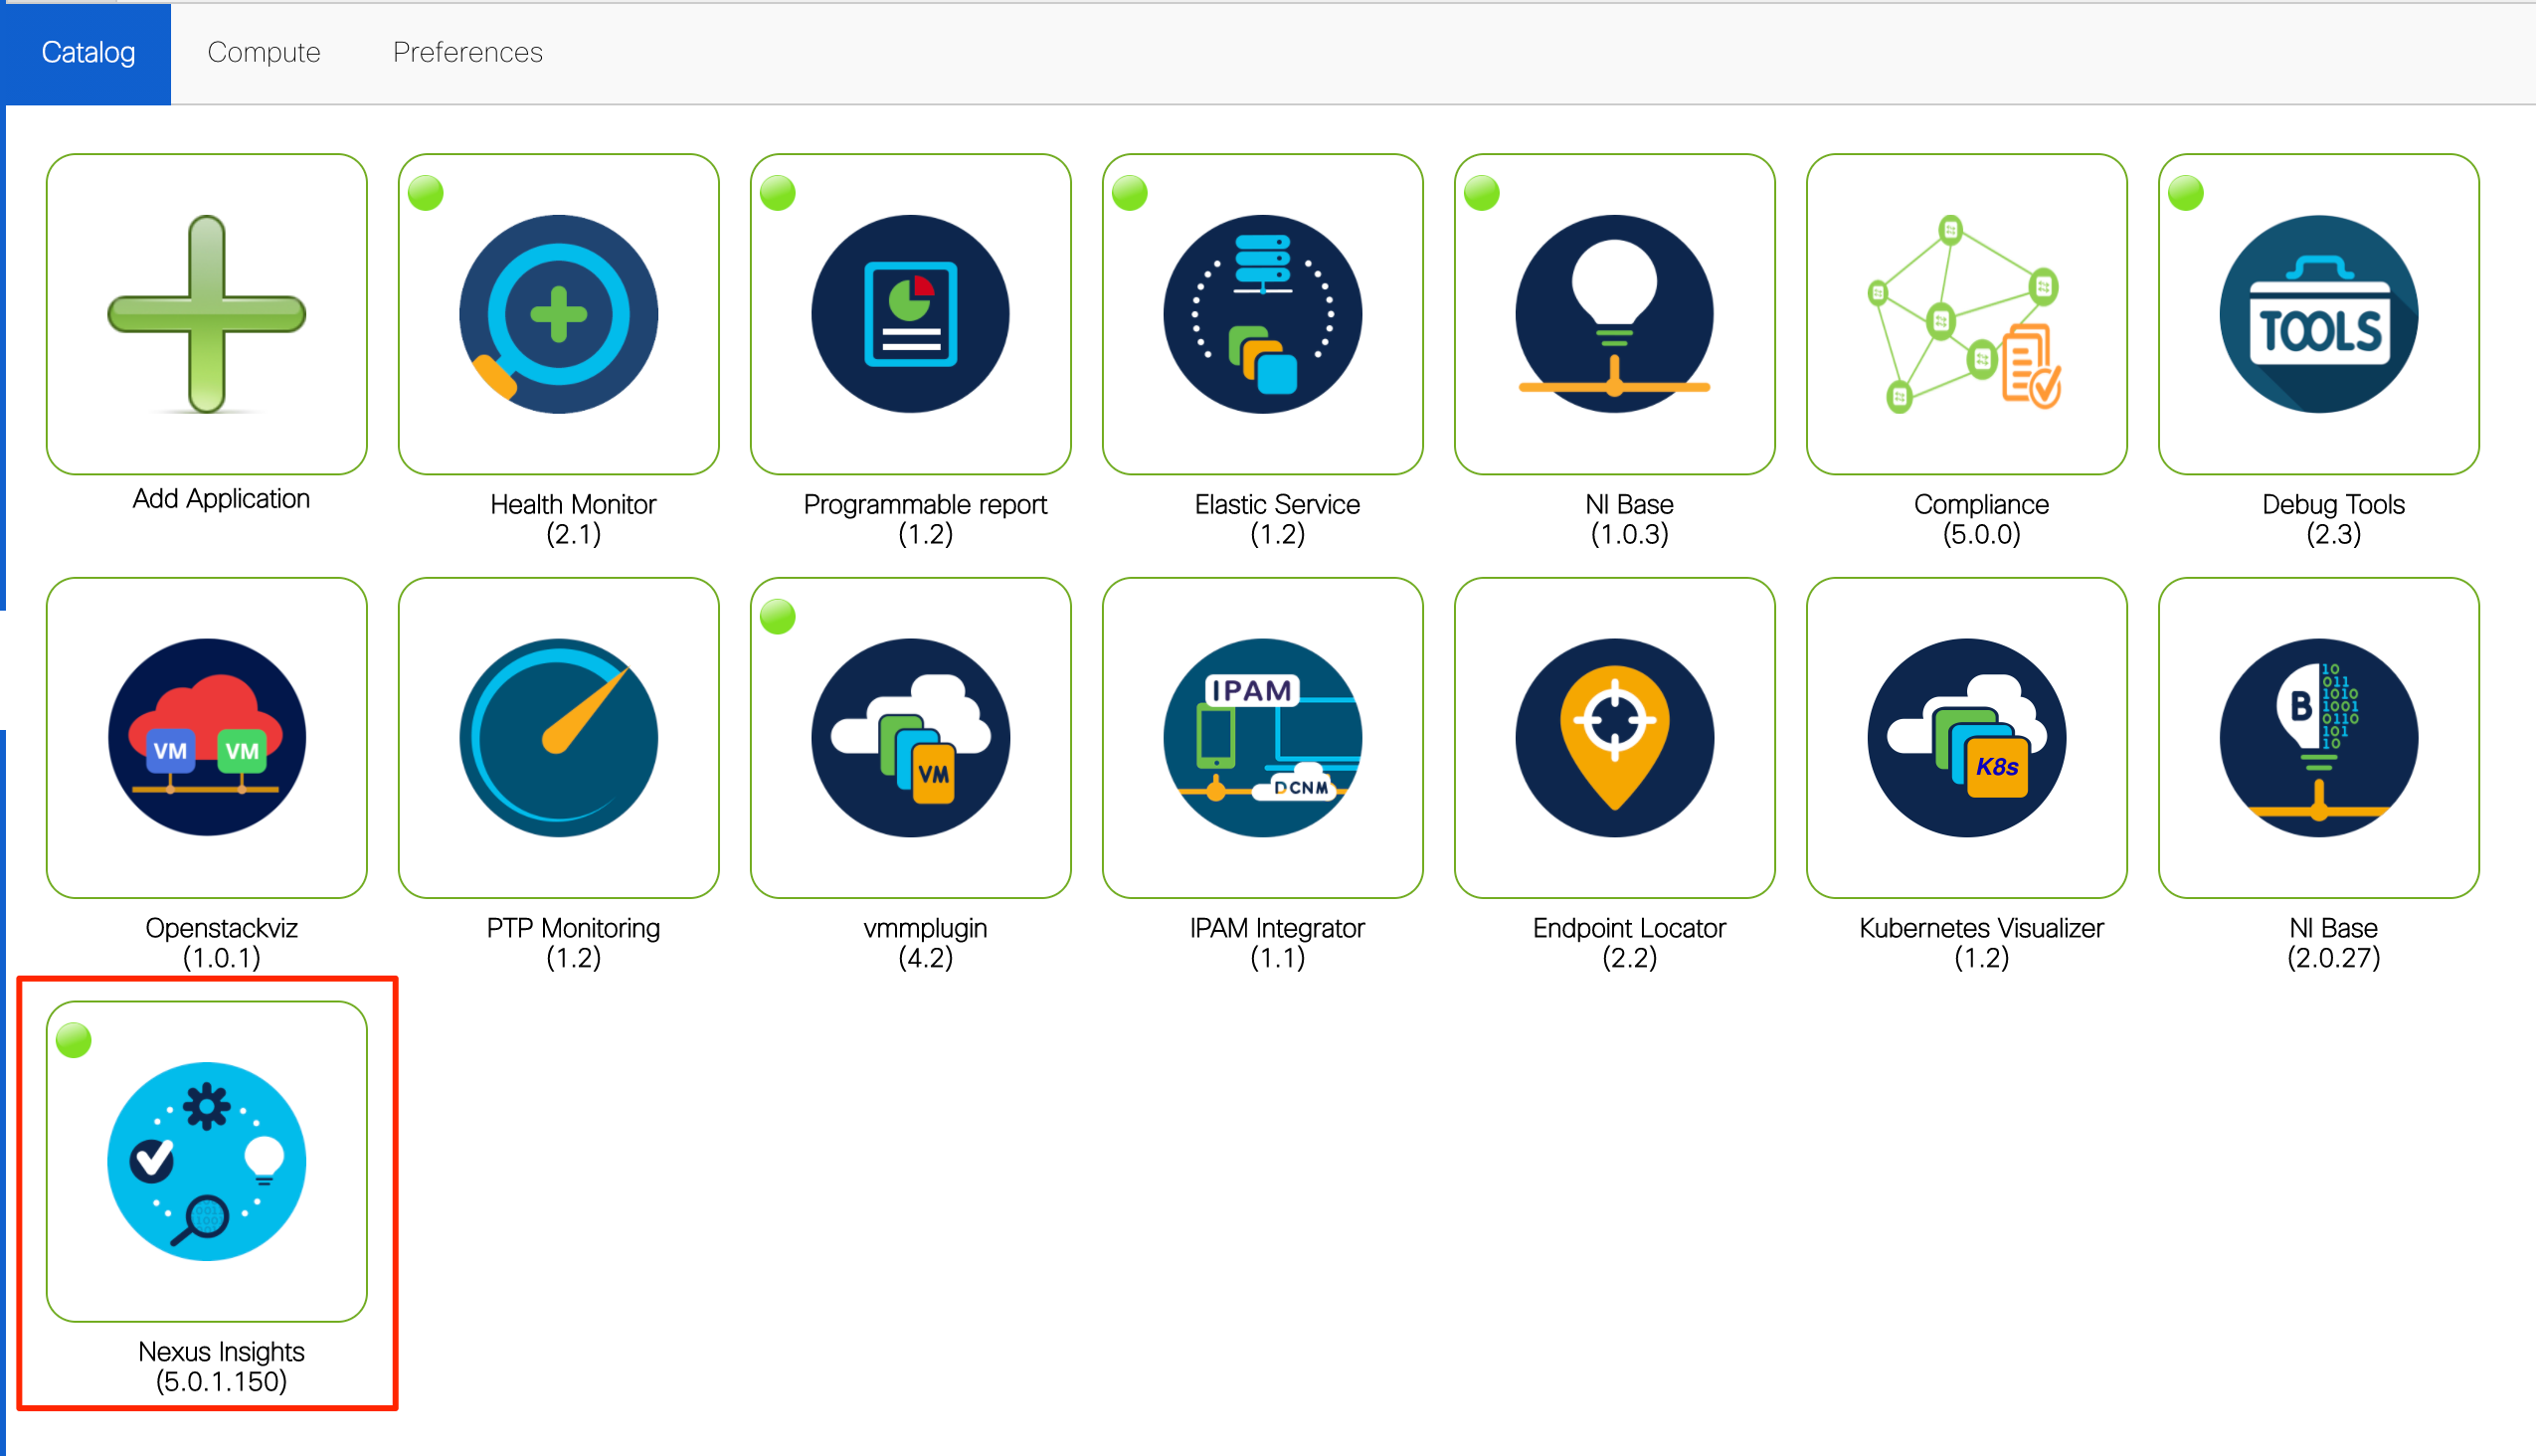 Catalog Compute Preferences
TOOLS
Add Application
Health Monitor
(2.1)
Programmable report
(1.2)
Elastic Service
(1.2)
NI Base
(1.0.3)
Compliance
(5.0.0)
Debug Tools
(2.3)
VM VM
VM
IPAM
DCNM
K8s
B
10
011
1010
1001
0110
101
10
Openstackviz
(1.0.1)
PTP Monitoring
(1.2)
vmmplugin
(4.2)
IPAM Integrator
(1.1)
Endpoint Locator
(2.2)
Kubernetes Visualizer
(1.2)
NI Base
(2.0.27)
Nexus Insights
(5.0.1.150)